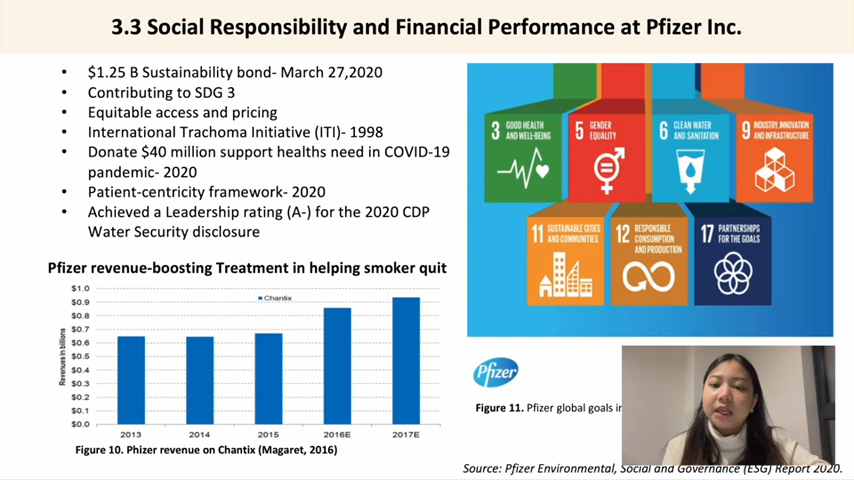 3.3 Social Responsibility and Financial Performance at Pfizer Inc.
• $1.25 B Sustainability bond- March 27,2020
• Contributing to SDG 3
• Equitable access and pricing
• International Trachoma Initiative (ITI)- 1998
• Donate $40 million support healths need in COVID-19
pandemic- 2020
• Patient-centricity framework- 2020
• Achieved a Leadership rating (A-) for the 2020 CDP
Water Security disclosure
Pfizer revenue-boosting Treatment in helping smoker quit
Chantix
Revenues in billions
$1.0
$0.9
$0.8
$0.7
$0.6
$0.5
$0.4
$0.3
$0.2
$0.1
$0.0
2013 2014 2015 2016E 2017E
Figure 10. Phizer revenue on Chantix (Magaret, 2016)
3 GOOD HEALTH
AND WELL-BEING
5 GENDER
EQUALITY
6 CLEAN WATER
AND SANITATION
9 INDUSTRY, INNOVATION
AND INFRASTRUCTURE
11 SUSTAINABLE CITIES
AND COMMUNITIES
12 RESPONSIBLE
CONSUMPTION
AND PRODUCTION
17 PARTNERSHIPS
FOR THE GOALS
Pfizer
Figure 11. Pfizer global goals in
Source: Pfizer Environmental, Social and Governance (ESG) Report 2020.